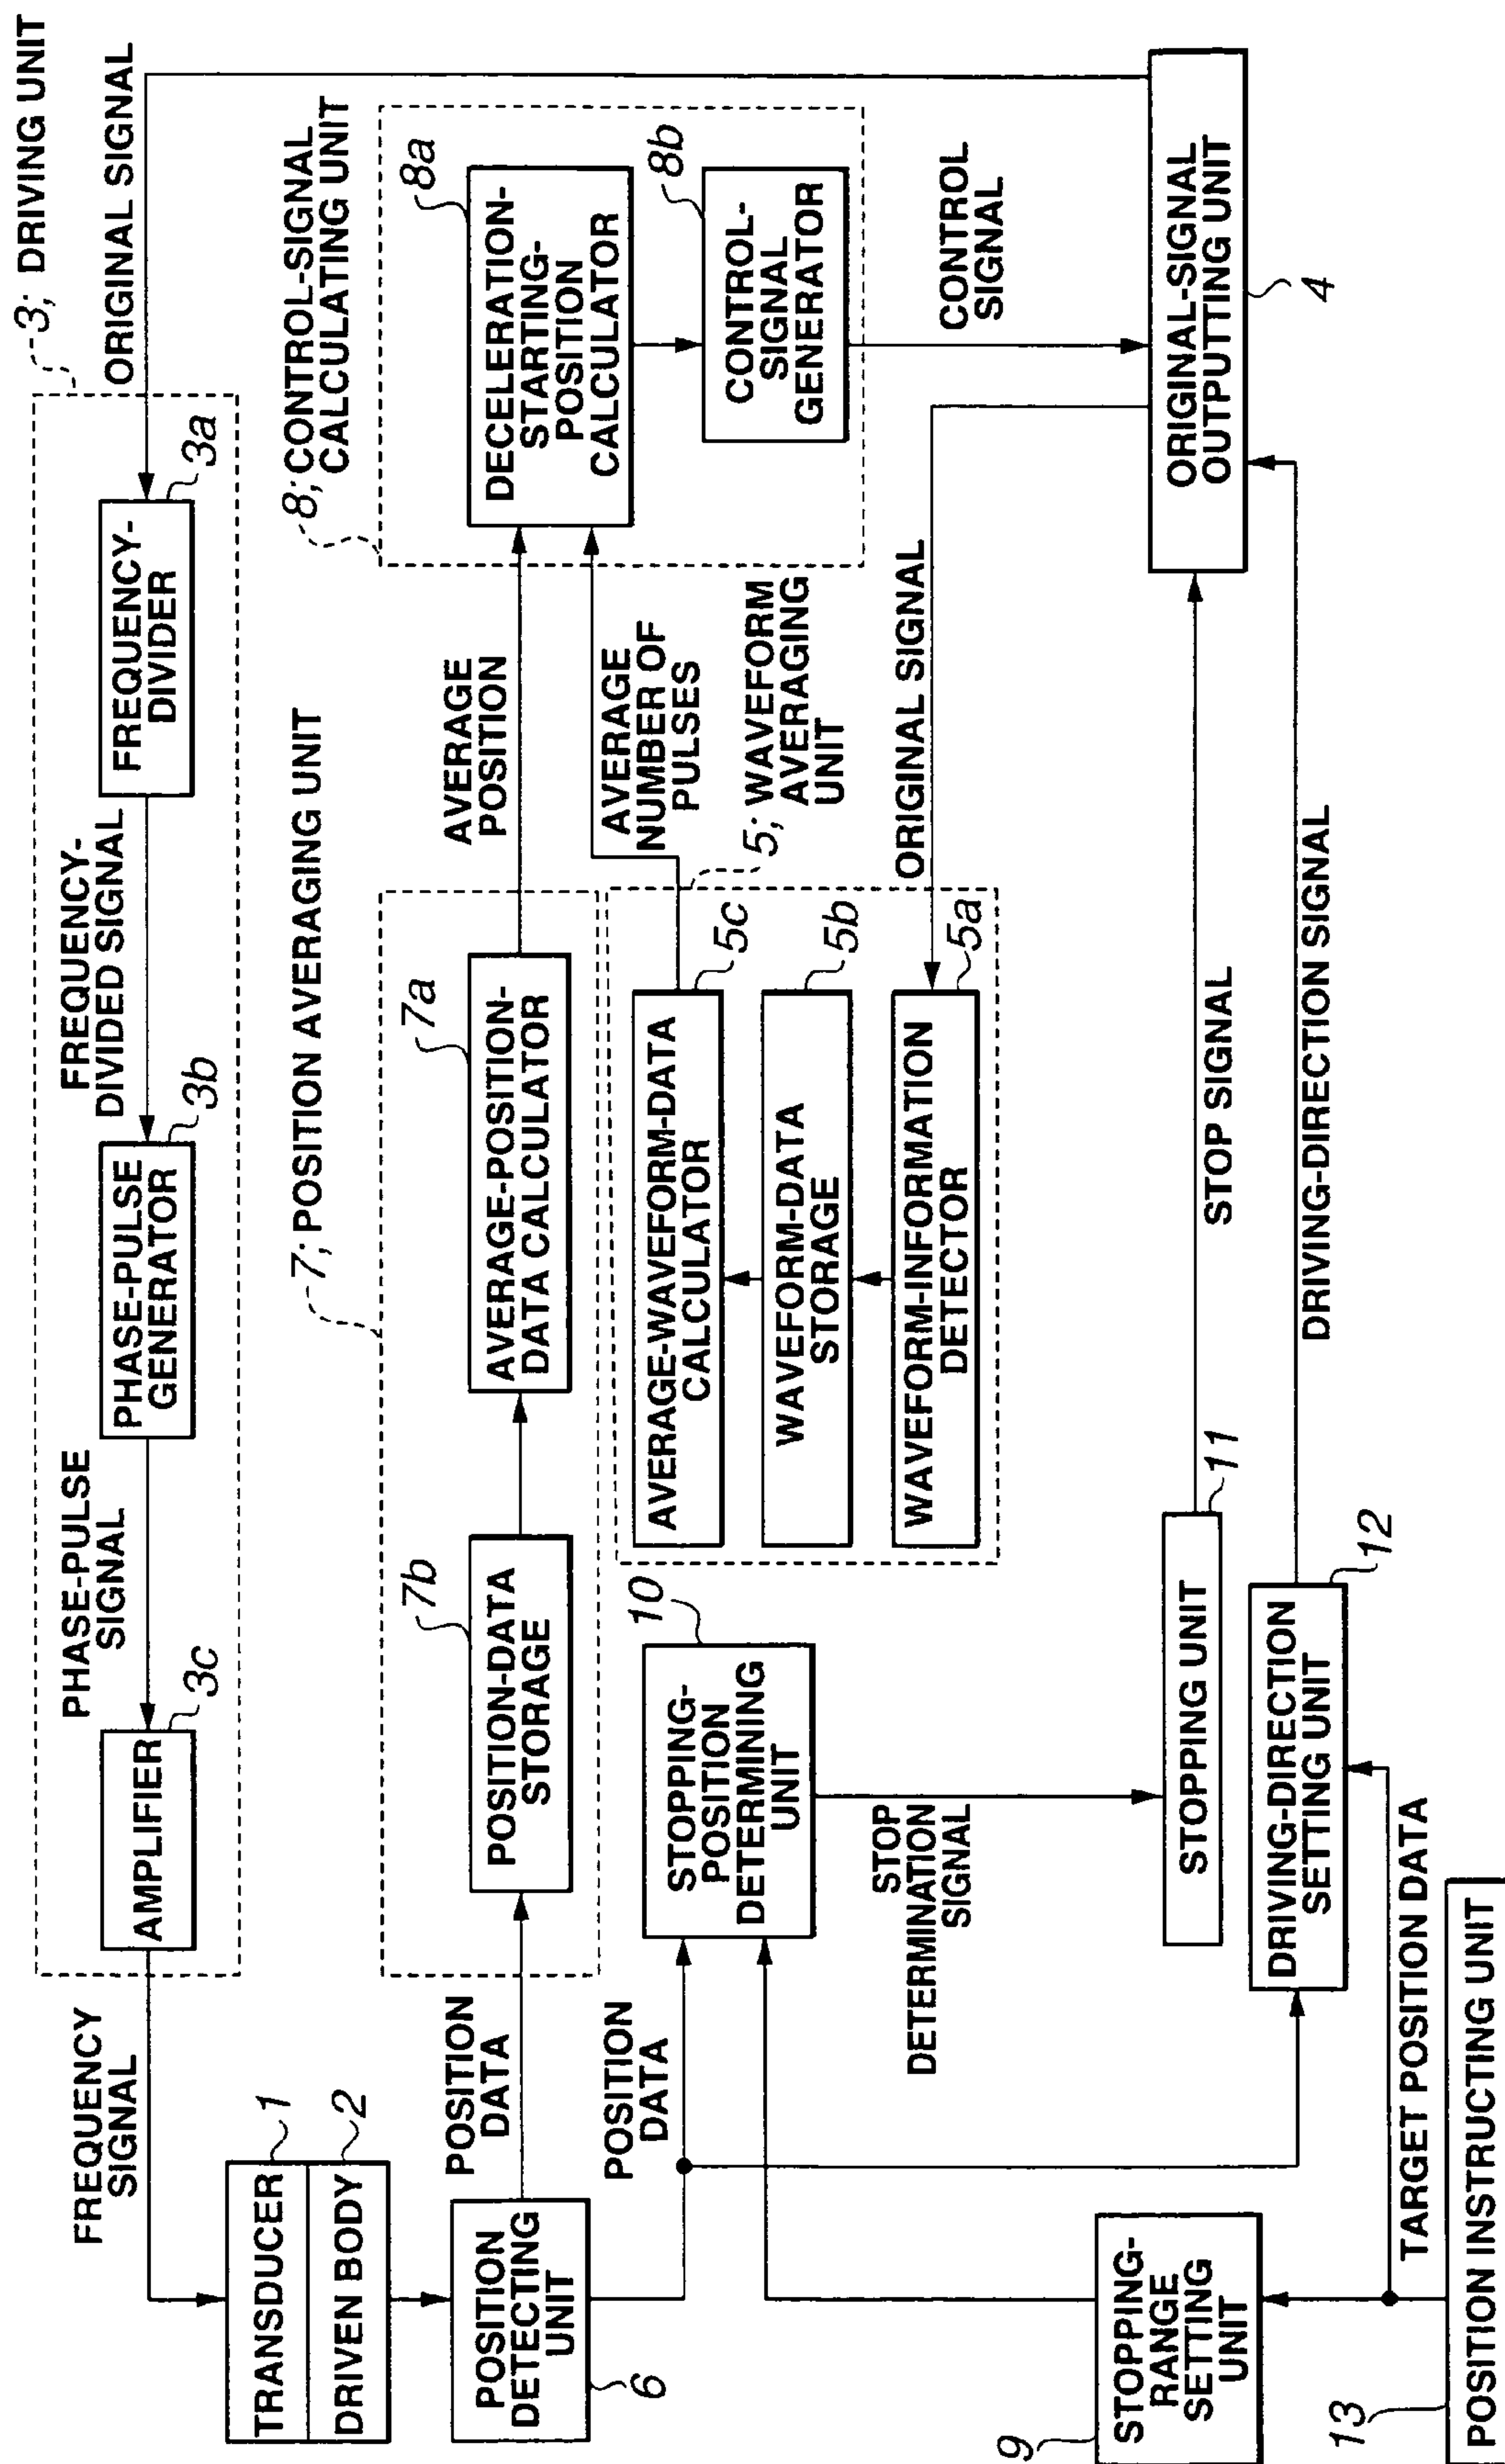 3; DRIVING UNIT
ORIGINAL SIGNAL
FREQUENCY-
DIVIDER
3a
FREQUENCY-
DIVIDED SIGNAL
PHASE-PULSE
GENERATOR
3b
PHASE-PULSE
SIGNAL
AMPLIFIER
3c
FREQUENCY
SIGNAL
TRANSDUCER
1
DRIVEN BODY
2
POSITION
DETECTING
UNIT
6
POSITION
DATA
7; POSITION AVERAGING UNIT
POSITION-DATA
STORAGE
7b
AVERAGE-POSITION-
DATA CALCULATOR
7a
AVERAGE
POSITION
8; CONTROL-SIGNAL
CALCULATING UNIT
DECELERATION-
STARTING-
POSITION
CALCULATOR
8a
CONTROL-
SIGNAL
GENERATOR
8b
CONTROL
SIGNAL
AVERAGE
NUMBER OF
PULSES
5; WAVEFORM
AVERAGING
UNIT
AVERAGE-WAVEFORM-DATA
CALCULATOR
5c
WAVEFORM-DATA
STORAGE
5b
WAVEFORM-INFORMATION
DETECTOR
5a
ORIGINAL SIGNAL
POSITION
DATA
STOPPING-
POSITION
DETERMINING
UNIT
10
STOP
DETERMINATION
SIGNAL
STOPPING UNIT
11
STOP SIGNAL
ORIGINAL-SIGNAL
OUTPUTTING UNIT
4
DRIVING-DIRECTION
SETTING UNIT
12
DRIVING-DIRECTION SIGNAL
STOPPING-
RANGE
SETTING
UNIT
9
TARGET POSITION DATA
POSITION INSTRUCTING UNIT
13